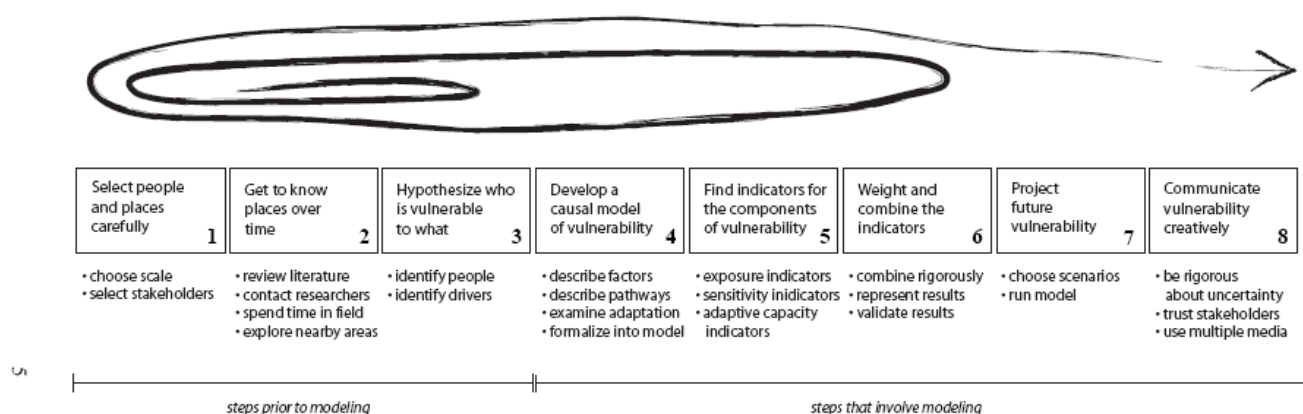 Select people
and places
carefully
1
Get to know
places over
time
2
Hypothesize who
is vulnerable
to what
3
Develop a
causal model
of vulnerability
4
Find indicators for
the components
of vulnerability
5
Weight and
combine the
indicators
6
Project
future
vulnerability
7
Communicate
vulnerability
creatively
8
• choose scale
• select stakeholders
• review literature
• contact researchers
• spend time in field
• explore nearby areas
• identify people
• identify drivers
• describe factors
• describe pathways
• examine adaptation
• formalize into model
• exposure indicators
• sensitivity inidicators
• adaptive capacity
indicators
• combine rigorously
• represent results
• validate results
• choose scenarios
• run model
• be rigorous
about uncertainty
• trust stakeholders
• use multiple media
5
steps prior to modeling
steps that involve modeling